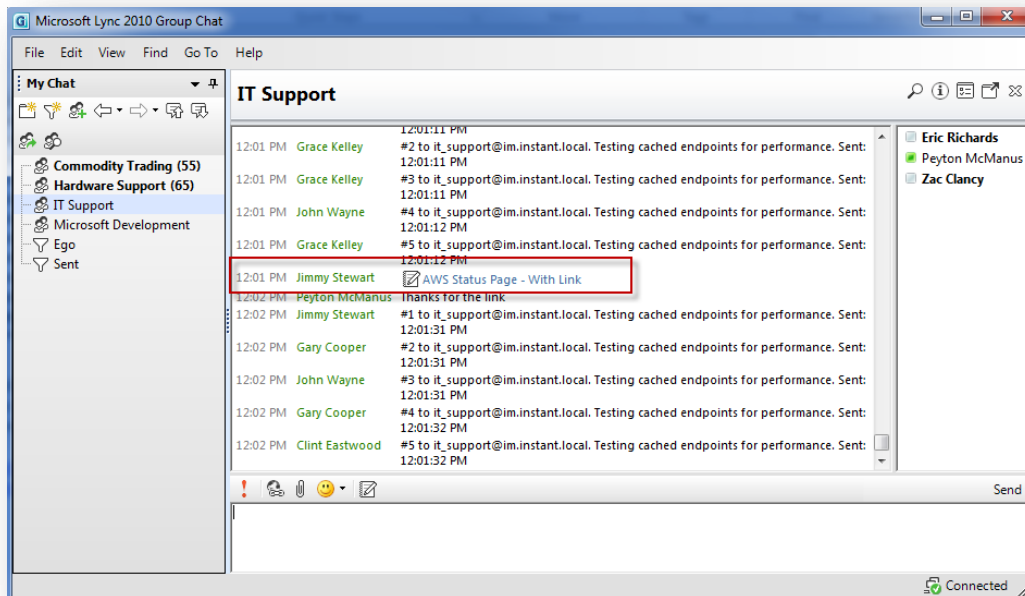 Microsoft Lync 2010 Group Chat
File Edit View Find Go To Help
My Chat
Commodity Trading (55)
Hardware Support (65)
IT Support
Microsoft Development
Ego
Sent
IT Support
12:01:11 PM
12:01 PM Grace Kelley #2 to it_support@im.instant.local. Testing cached endpoints for performance. Sent:
12:01:11 PM
12:01 PM Grace Kelley #3 to it_support@im.instant.local. Testing cached endpoints for performance. Sent:
12:01:11 PM
12:01 PM John Wayne #4 to it_support@im.instant.local. Testing cached endpoints for performance. Sent:
12:01:12 PM
12:01 PM Grace Kelley #5 to it_support@im.instant.local. Testing cached endpoints for performance. Sent:
12:01:12 PM
12:01 PM Jimmy Stewart AWS Status Page - With Link
12:02 PM Peyton McManus Thanks for the link
12:02 PM Jimmy Stewart #1 to it_support@im.instant.local. Testing cached endpoints for performance. Sent:
12:01:31 PM
12:02 PM Gary Cooper #2 to it_support@im.instant.local. Testing cached endpoints for performance. Sent:
12:01:31 PM
12:02 PM John Wayne #3 to it_support@im.instant.local. Testing cached endpoints for performance. Sent:
12:01:31 PM
12:02 PM Gary Cooper #4 to it_support@im.instant.local. Testing cached endpoints for performance. Sent:
12:01:32 PM
12:02 PM Clint Eastwood #5 to it_support@im.instant.local. Testing cached endpoints for performance. Sent:
12:01:32 PM
Eric Richards
Peyton McManus
Zac Clancy
Send
Connected